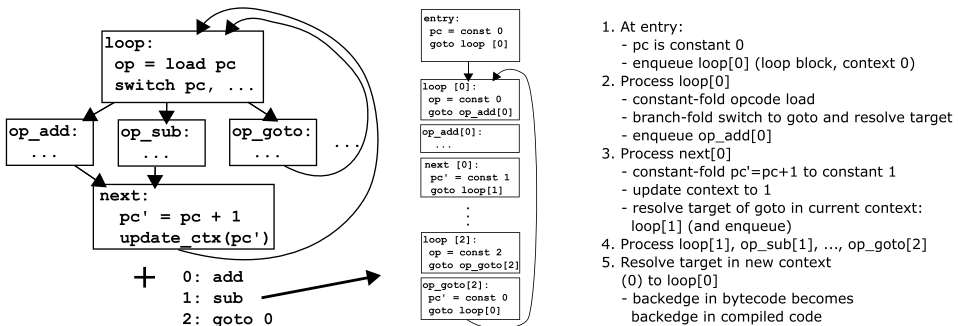 loop:
op = load pc
switch pc, ...
op_add:
...
op_sub:
...
op_goto:
...
...
next:
pc' = pc + 1
update_ctx(pc')
+
0: add
1: sub
2: goto 0
entry:
pc = const 0
goto loop [0]
loop [0]:
op = const 0
goto op_add[0]
op_add[0]:
...
next [0]:
pc' = const 1
goto loop[1]
...
loop [2]:
op = const 2
goto op_goto[2]
op_goto[2]:
pc' = const 0
goto loop[0]
1. At entry:
- pc is constant 0
- enqueue loop[0] (loop block, context 0)
2. Process loop[0]
- constant-fold opcode load
- branch-fold switch to goto and resolve target
- enqueue op_add[0]
3. Process next[0]
- constant-fold pc'=pc+1 to constant 1
- update context to 1
- resolve target of goto in current context:
loop[1] (and enqueue)
4. Process loop[1], op_sub[1], ..., op_goto[2]
5. Resolve target in new context
(0) to loop[0]
- backedge in bytecode becomes
backedge in compiled code